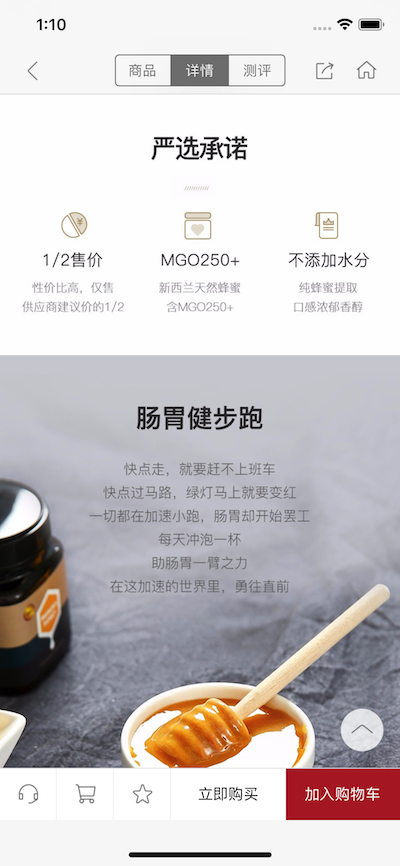 1:10
商品
详情
测评
严选承诺
1/2售价
MGO250+
不添加水分
性价比高，仅售
供应商建议价的1/2
新西兰天然蜂蜜
含MGO250+
纯蜂蜜提取
口感浓郁香醇
肠胃健步跑
快点走，就要赶不上班车
快点过马路，绿灯马上就要变红
一切都在加速小跑，肠胃却开始罢工
每天冲泡一杯
助肠胃一臂之力
在这加速的世界里，勇往直前
立即购买
加入购物车